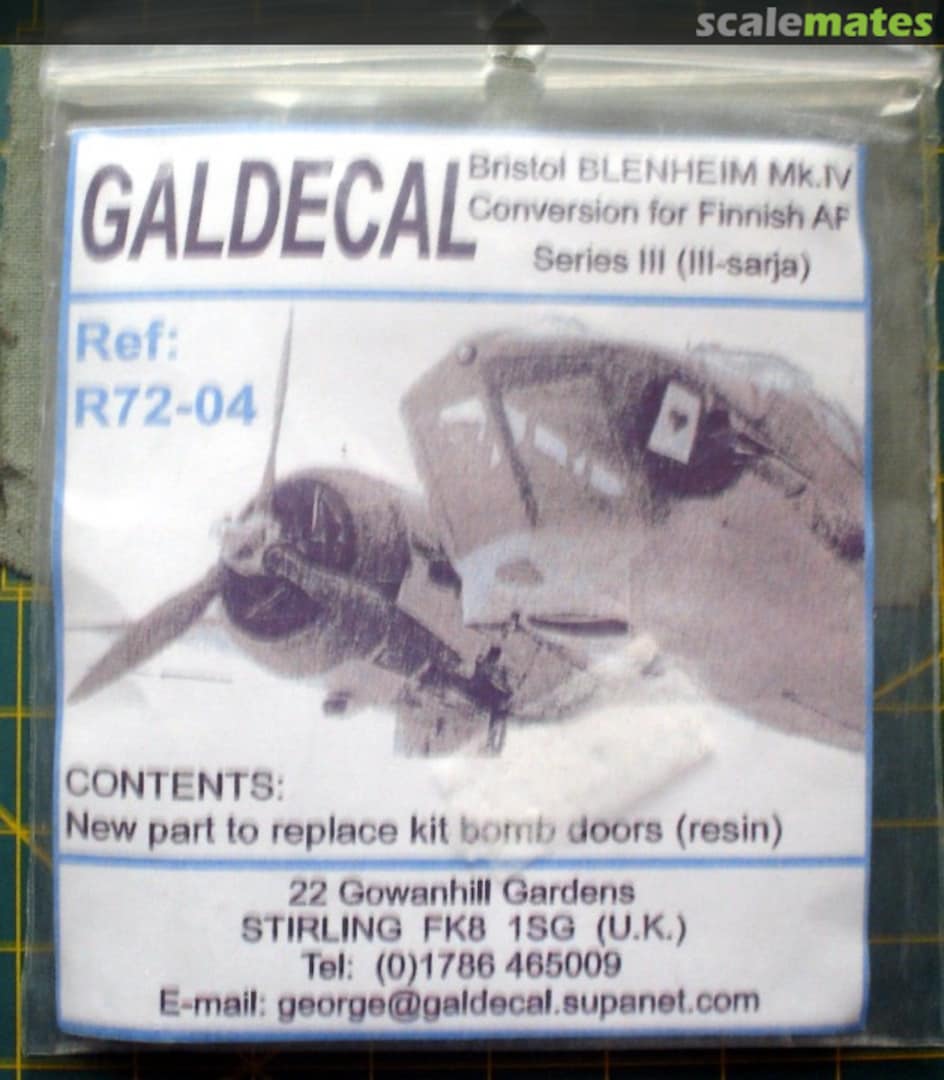 scalemates
GALDECAL
Bristol BLENHEIM Mk.IV
Conversion for Finnish AF
Series III (III-sarja)
Ref:
R72-04
CONTENTS:
New part to replace kit bomb doors (resin)
22 Gowanhill Gardens
STIRLING FK8 1SG (U.K.)
Tel: (0)1786 465009
E-mail: george@galdecal.supanet.com